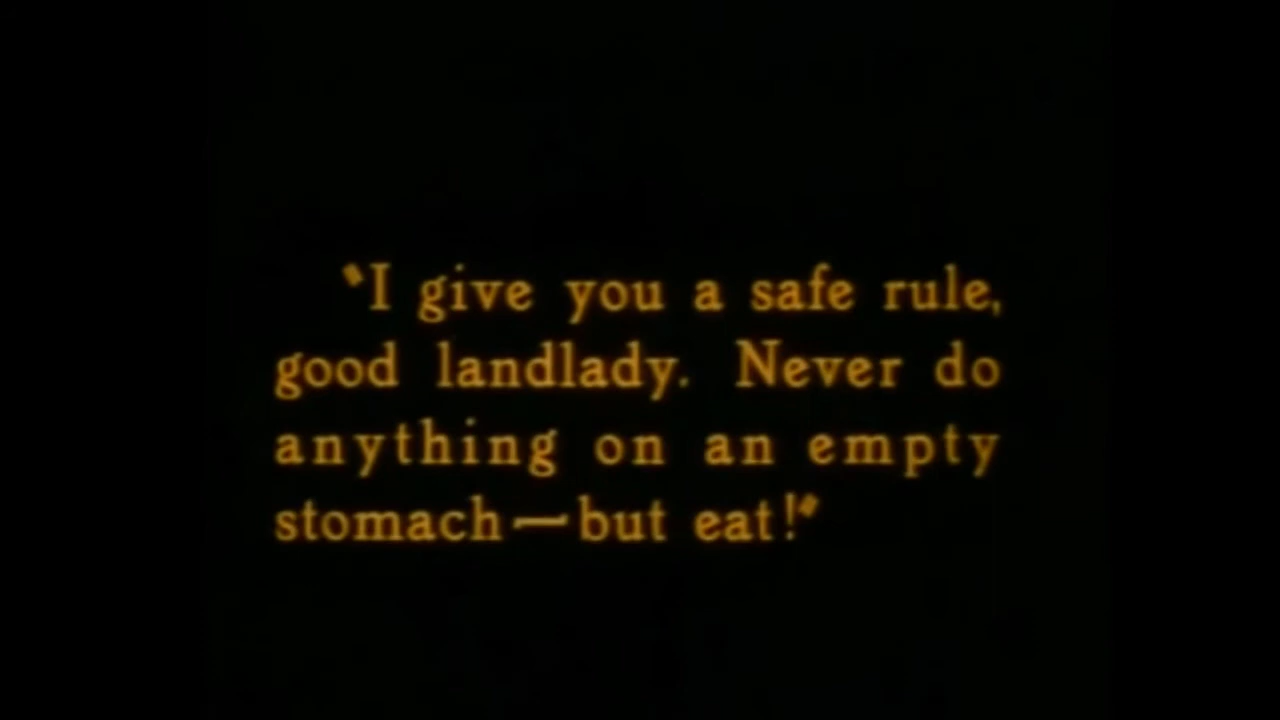 "I give you a safe rule,
good landlady. Never do
anything on an empty
stomach—but eat!"